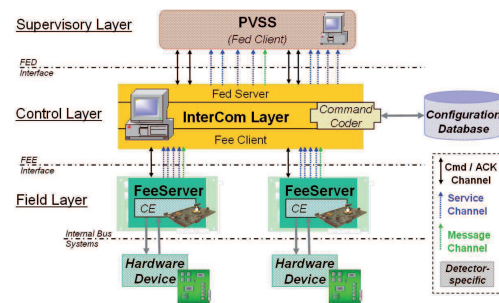 Supervisory Layer
PVSS
(Fed Client)
FED
Interface
Fed Server
Control Layer
InterCom Layer
Command
Coder
Configuration
Database
Fee Client
FEE
Interface
Cmd / ACK
Channel
FeeServer
FeeServer
Service
Channel
Field Layer
CE
CE
Message
Channel
Internal Bus
Systems
Hardware
Device
Hardware
Device
Detector-
specific